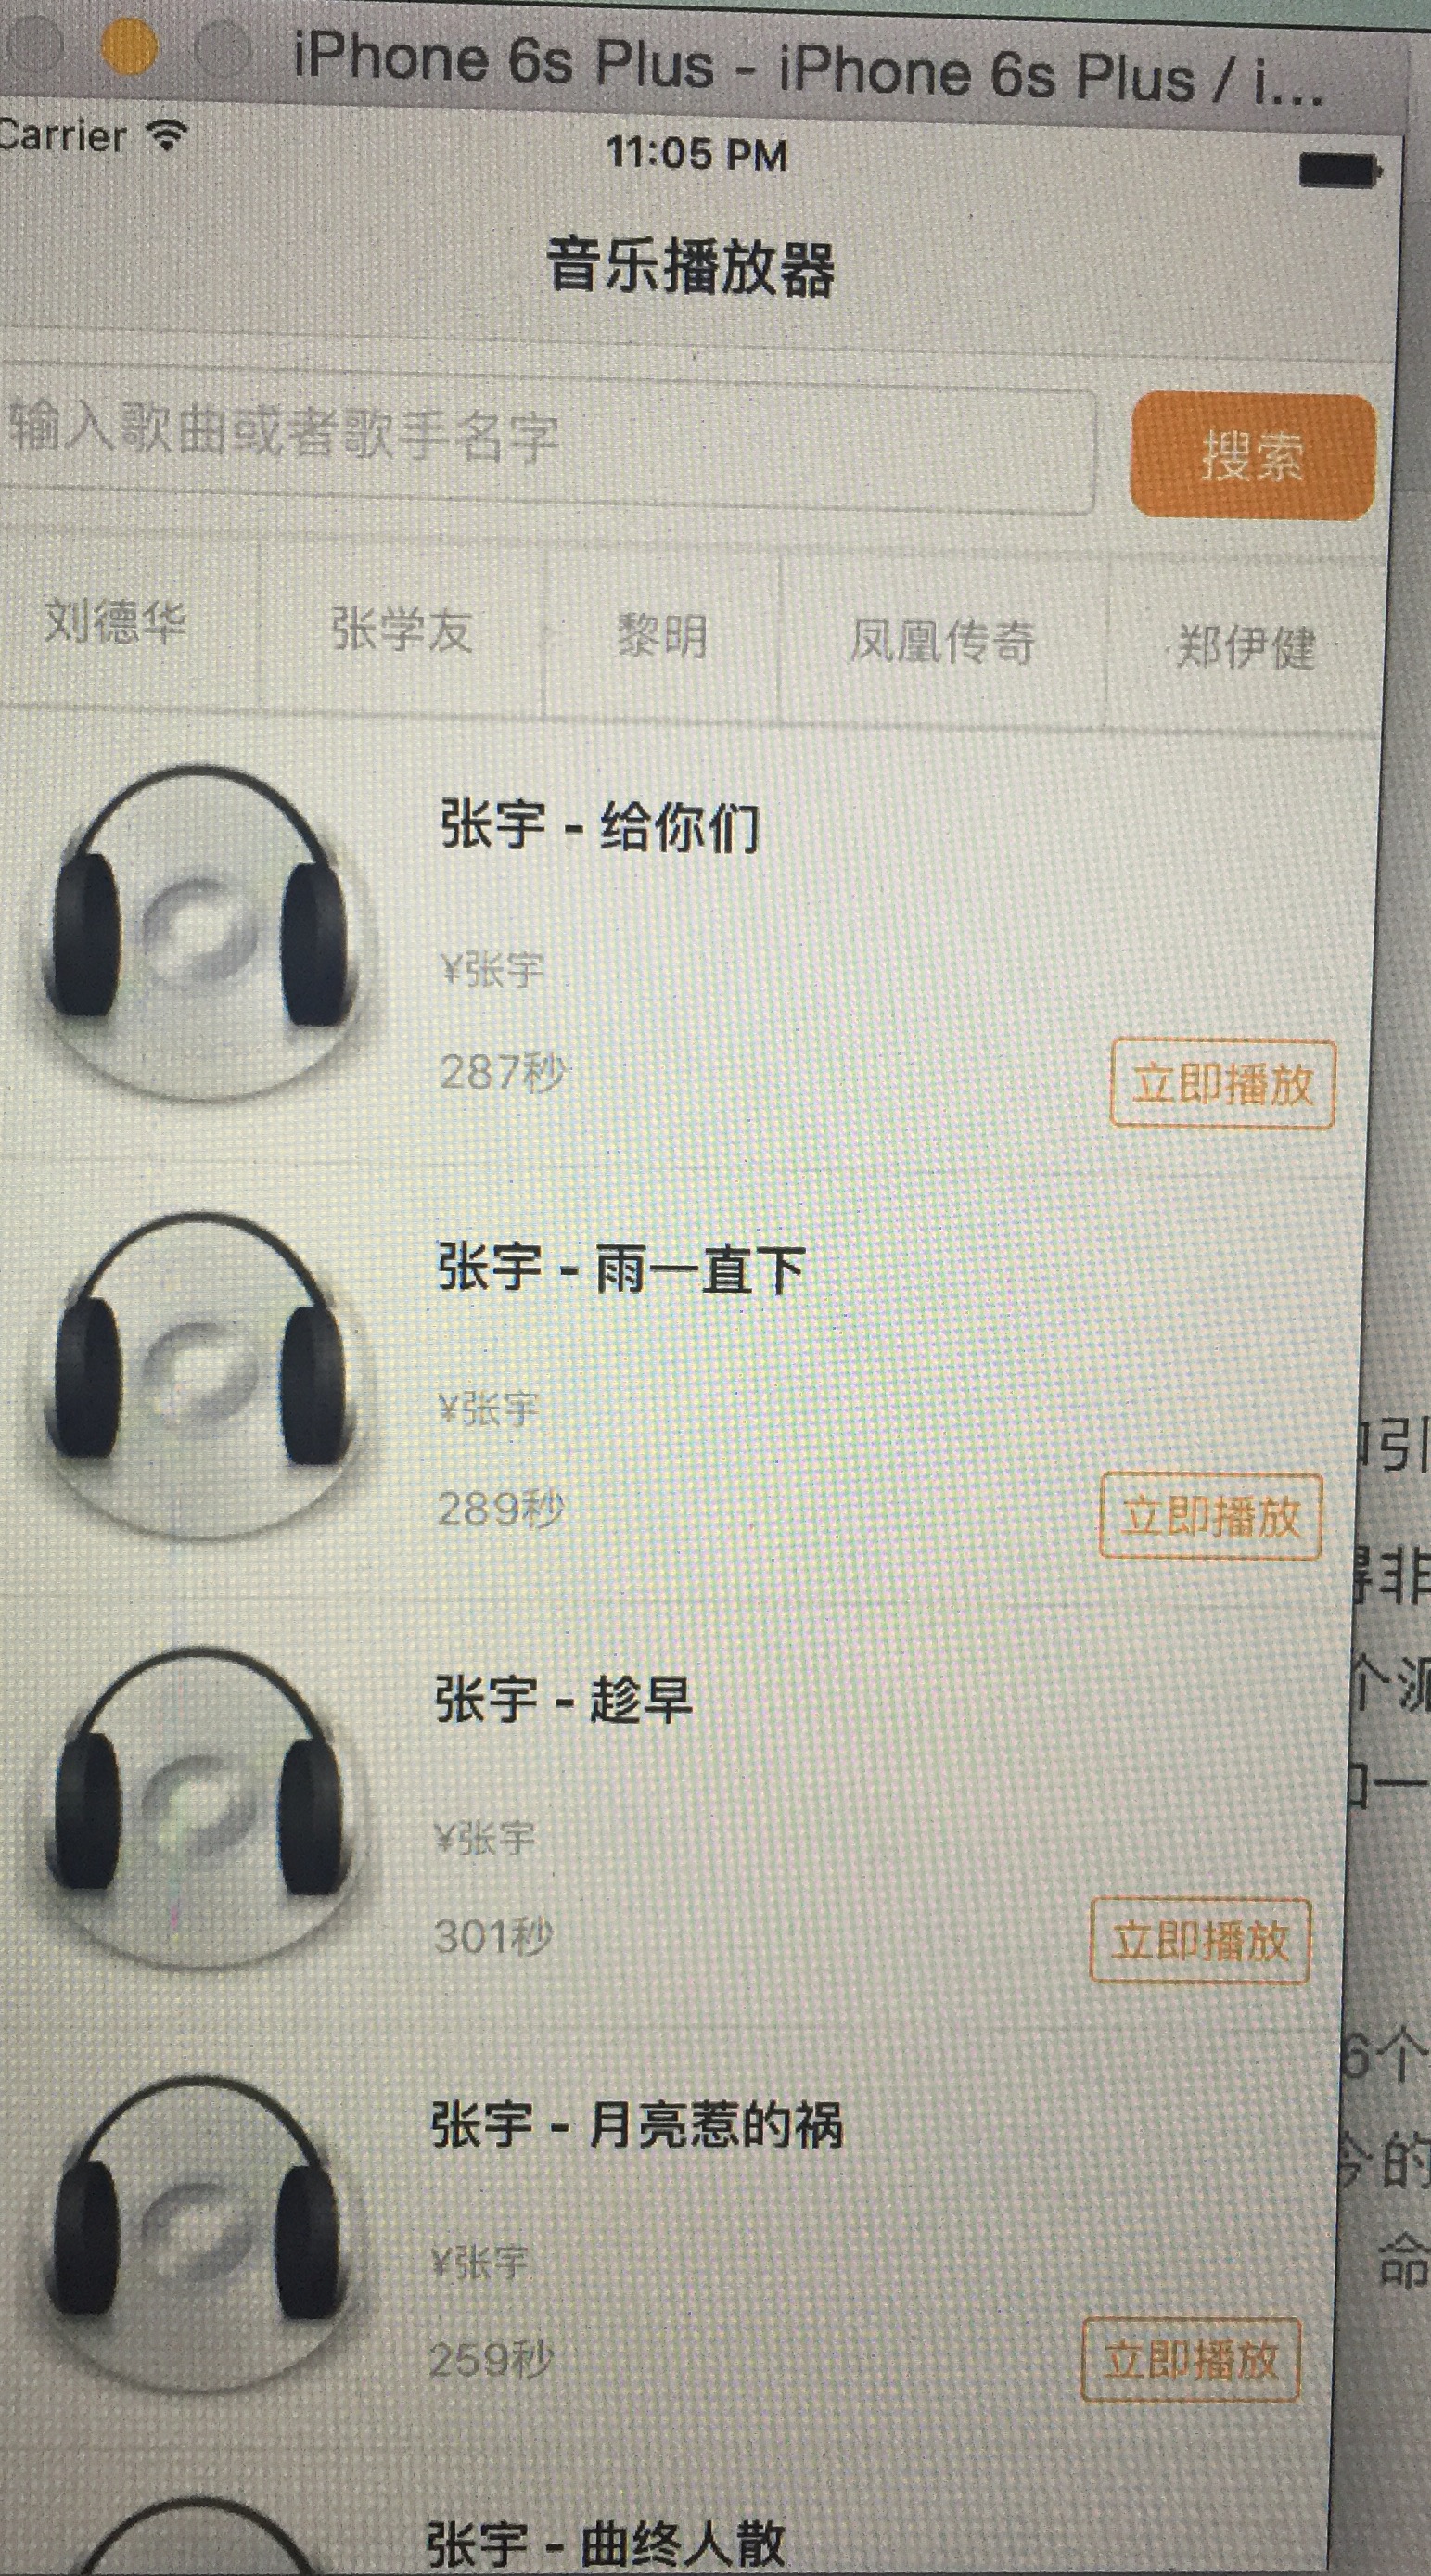 iPhone 6s Plus - iPhone 6s Plus / i...
Carrier 11:05 PM
音乐播放器
输入歌曲或者歌手名字 搜索
刘德华 张学友 黎明 凤凰传奇 郑伊健
张宇 - 给你们
¥张宇
287秒
立即播放
张宇 - 雨一直下
¥张宇
289秒
立即播放
张宇 - 趁早
¥张宇
301秒
立即播放
张宇 - 月亮惹的祸
¥张宇
259秒
立即播放
张宇 - 曲终人散
引
非
个派
一
6个
的
命